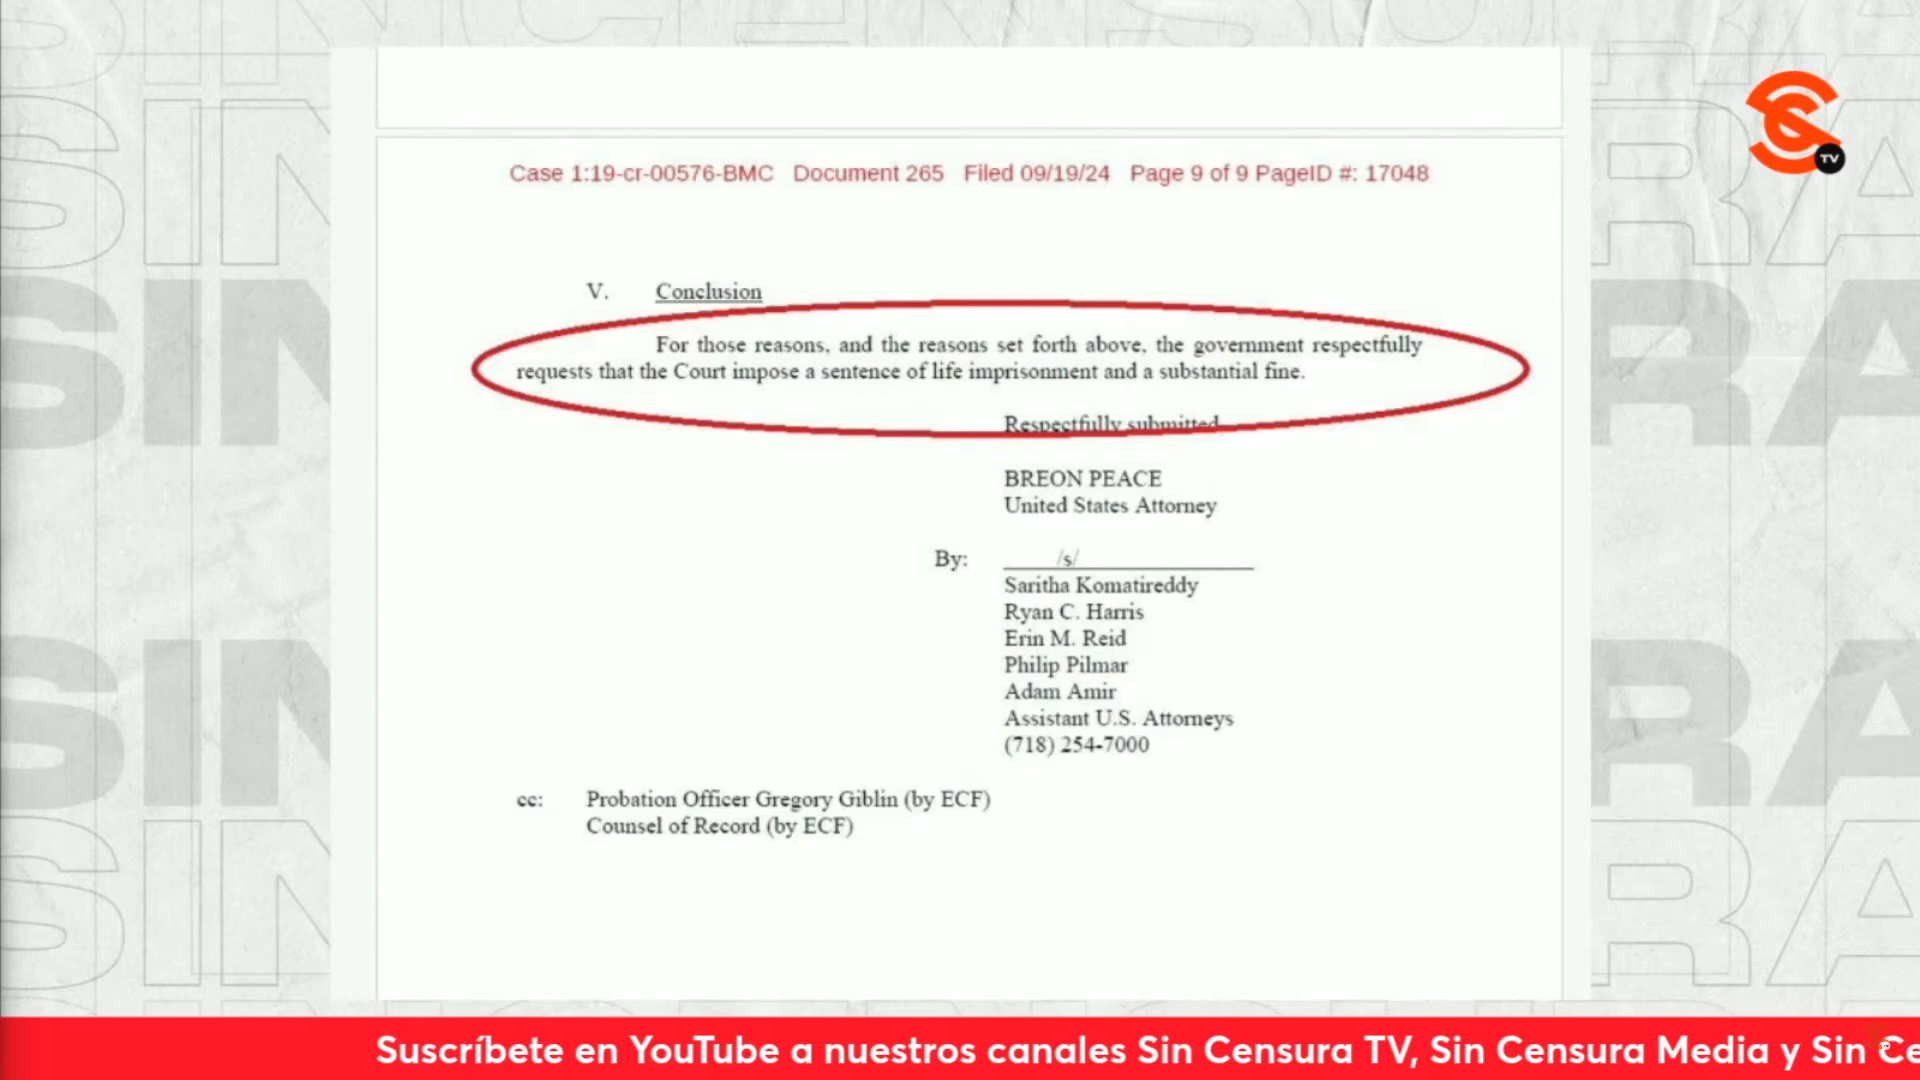 Case 1:19-cr-00576-BMC Document 265 Filed 09/19/24 Page 9 of 9 PageID #: 17048
TV
V. Conclusion
For those reasons, and the reasons set forth above, the government respectfully
requests that the Court impose a sentence of life imprisonment and a substantial fine.
Respectfully submitted
BREON PEACE
United States Attorney
By: /s/
Saritha Komatireddy
Ryan C. Harris
Erin M. Reid
Philip Pilmar
Adam Amir
Assistant U.S. Attorneys
(718) 254-7000
cc: Probation Officer Gregory Giblin (by ECF)
Counsel of Record (by ECF)
Suscríbete en YouTube a nuestros canales Sin Censura TV, Sin Censura Media y Sin Ce